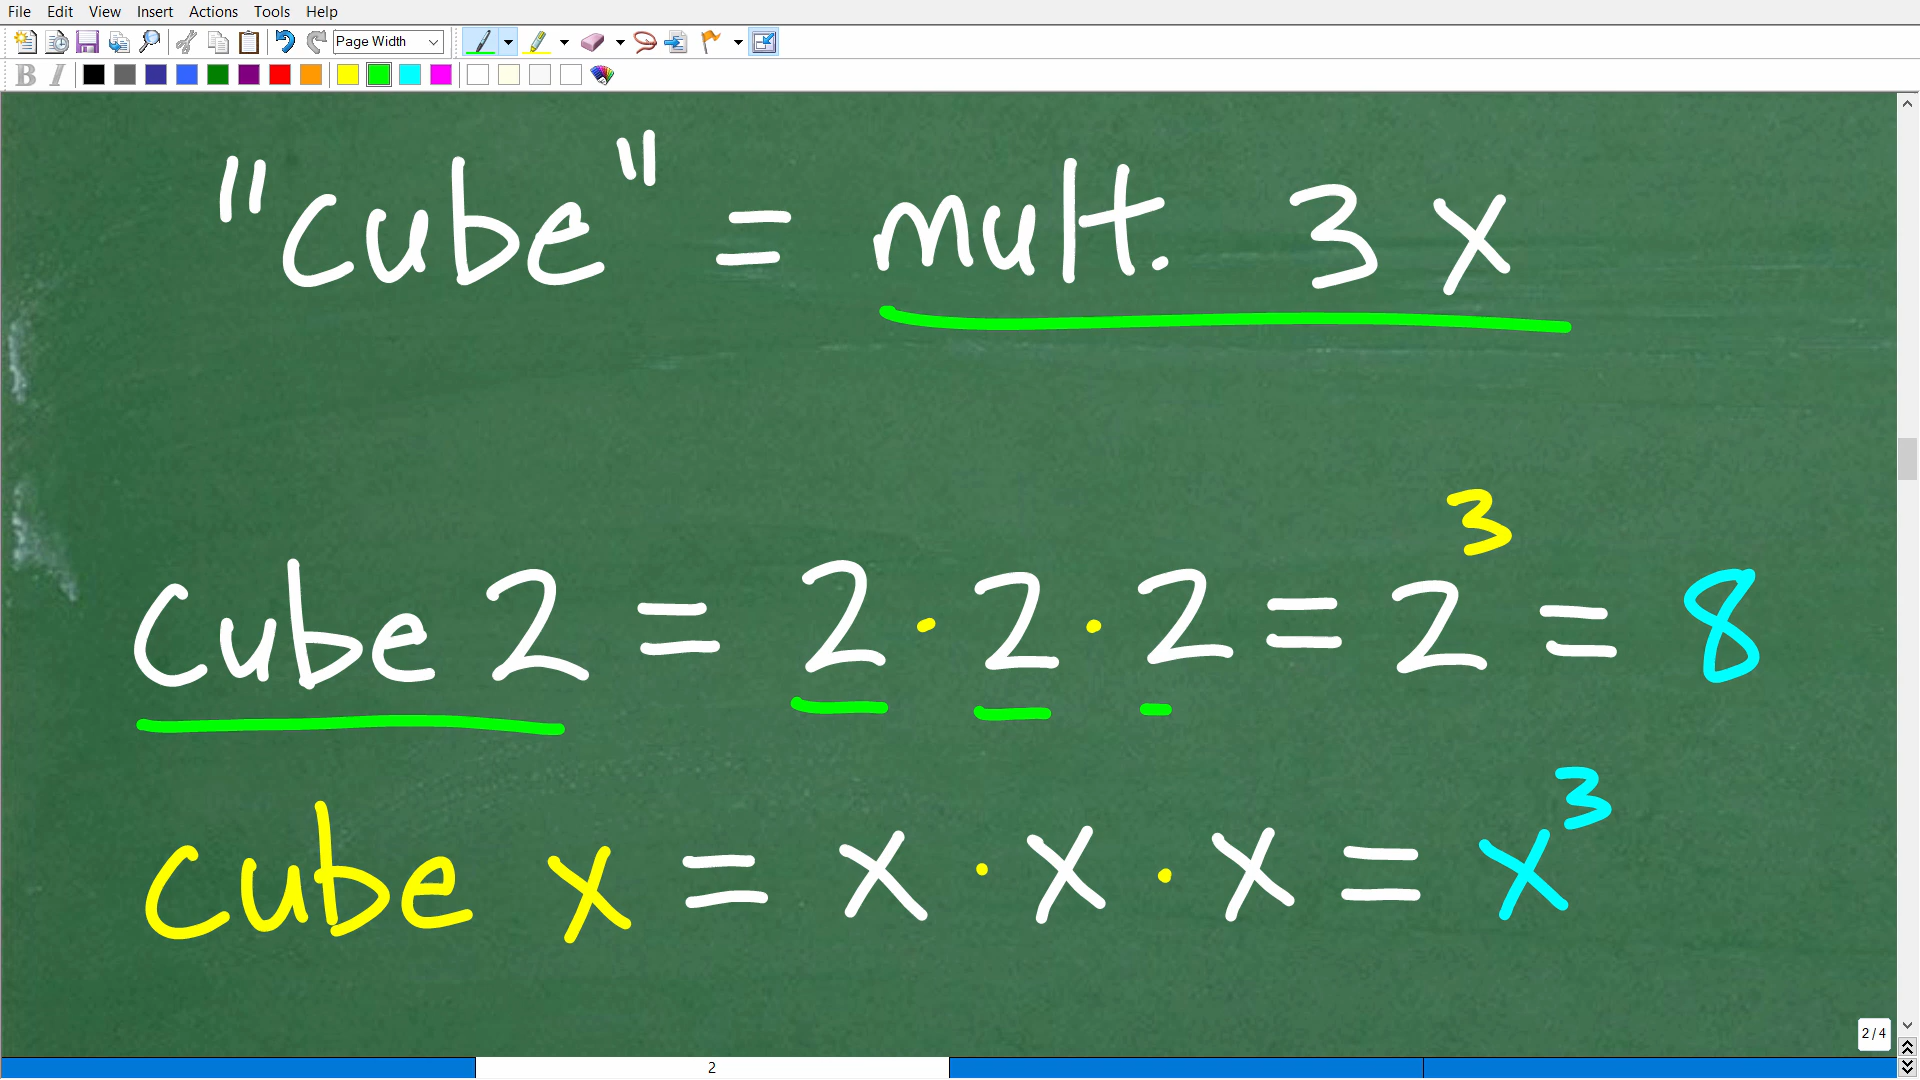 File Edit View Insert Actions Tools Help
Page Width
B I
"cube" = mult. 3 x
Cube 2 = 2 · 2 · 2 = 2³ = 8
cube x = x · x · x = x³
2 / 4
2